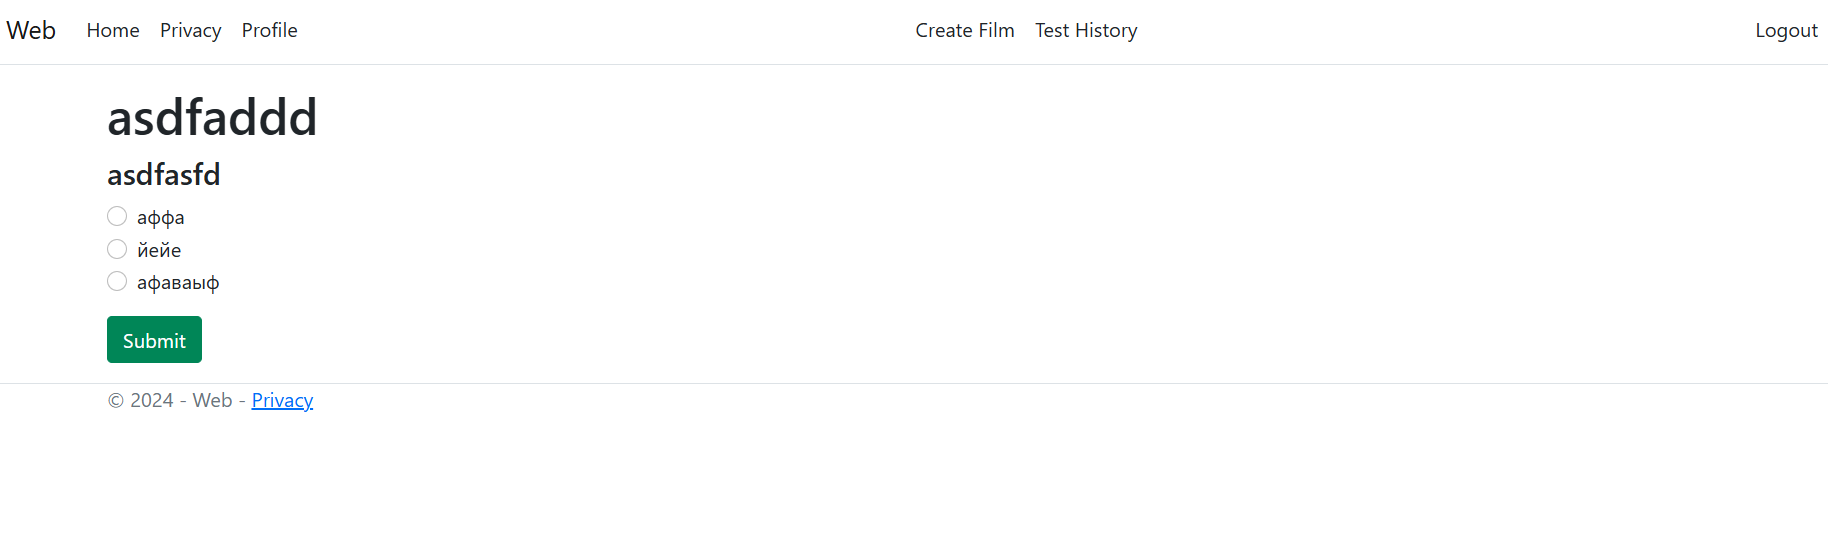 Web Home Privacy Profile Create Film Test History Logout
asdfaddd
asdfasfd
аффа
йейе
афаваыф
Submit
© 2024 - Web - Privacy